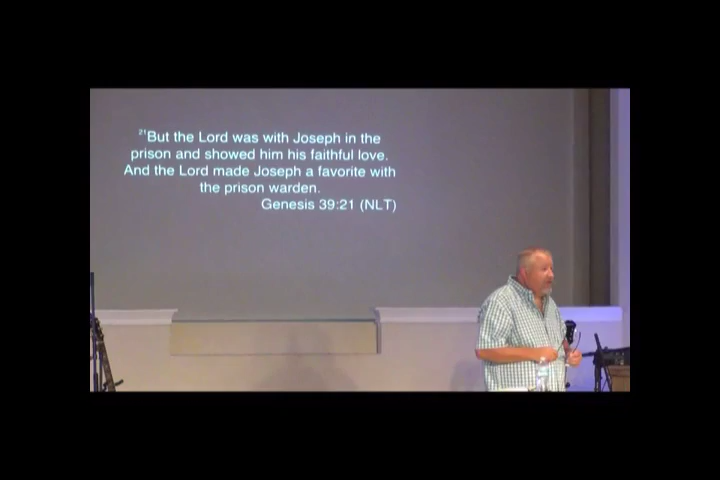 21But the Lord was with Joseph in the
prison and showed him his faithful love.
And the Lord made Joseph a favorite with
the prison warden.
Genesis 39:21 (NLT)